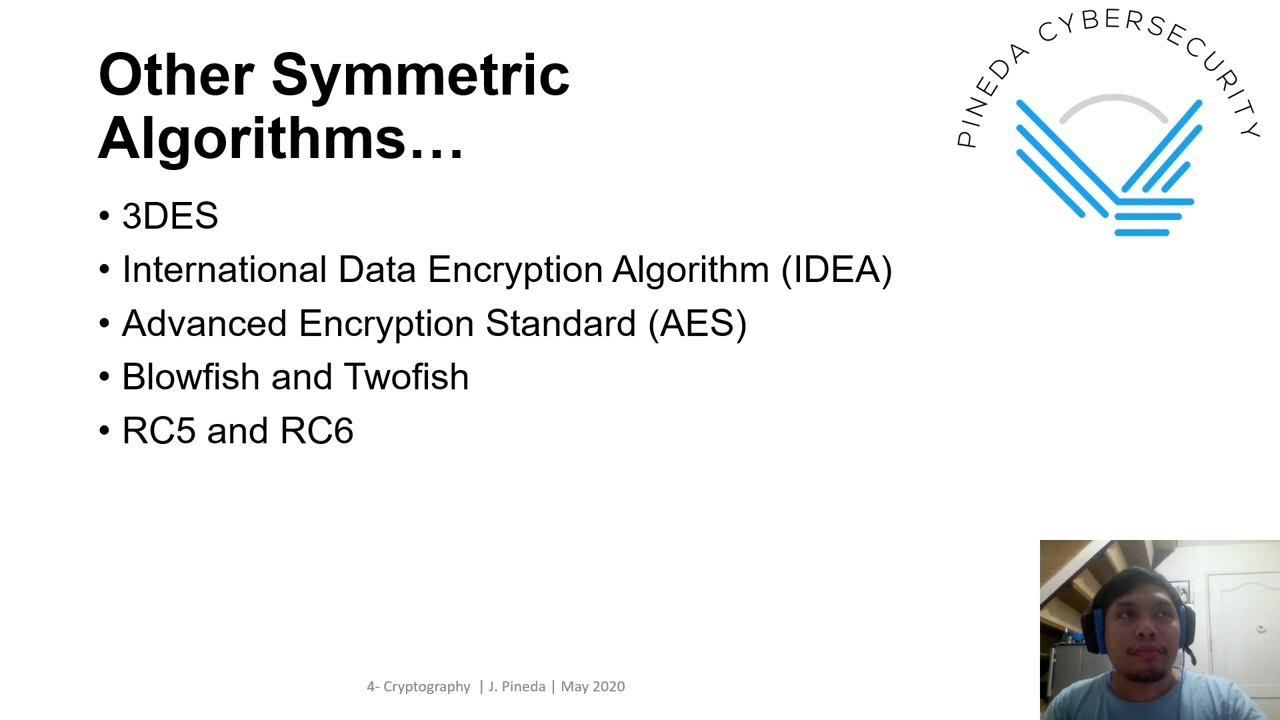 Other Symmetric
Algorithms…
PINEDA CYBERSECURITY
• 3DES
• International Data Encryption Algorithm (IDEA)
• Advanced Encryption Standard (AES)
• Blowfish and Twofish
• RC5 and RC6
4- Cryptography | J. Pineda | May 2020